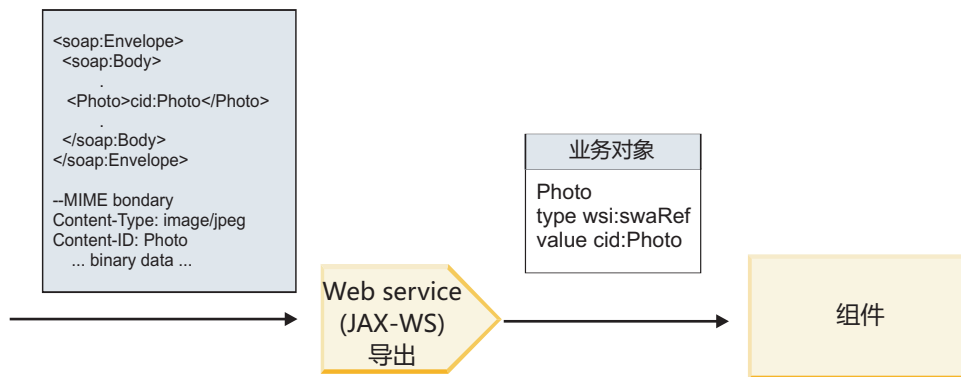 <soap:Envelope>
<soap:Body>
.
<Photo>cid:Photo</Photo>
.
</soap:Body>
</soap:Envelope>
--MIME bondary
Content-Type: image/jpeg
Content-ID: Photo
... binary data ...
业务对象
Photo
type wsi:swaRef
value cid:Photo
Web service
(JAX-WS)
导出
组件